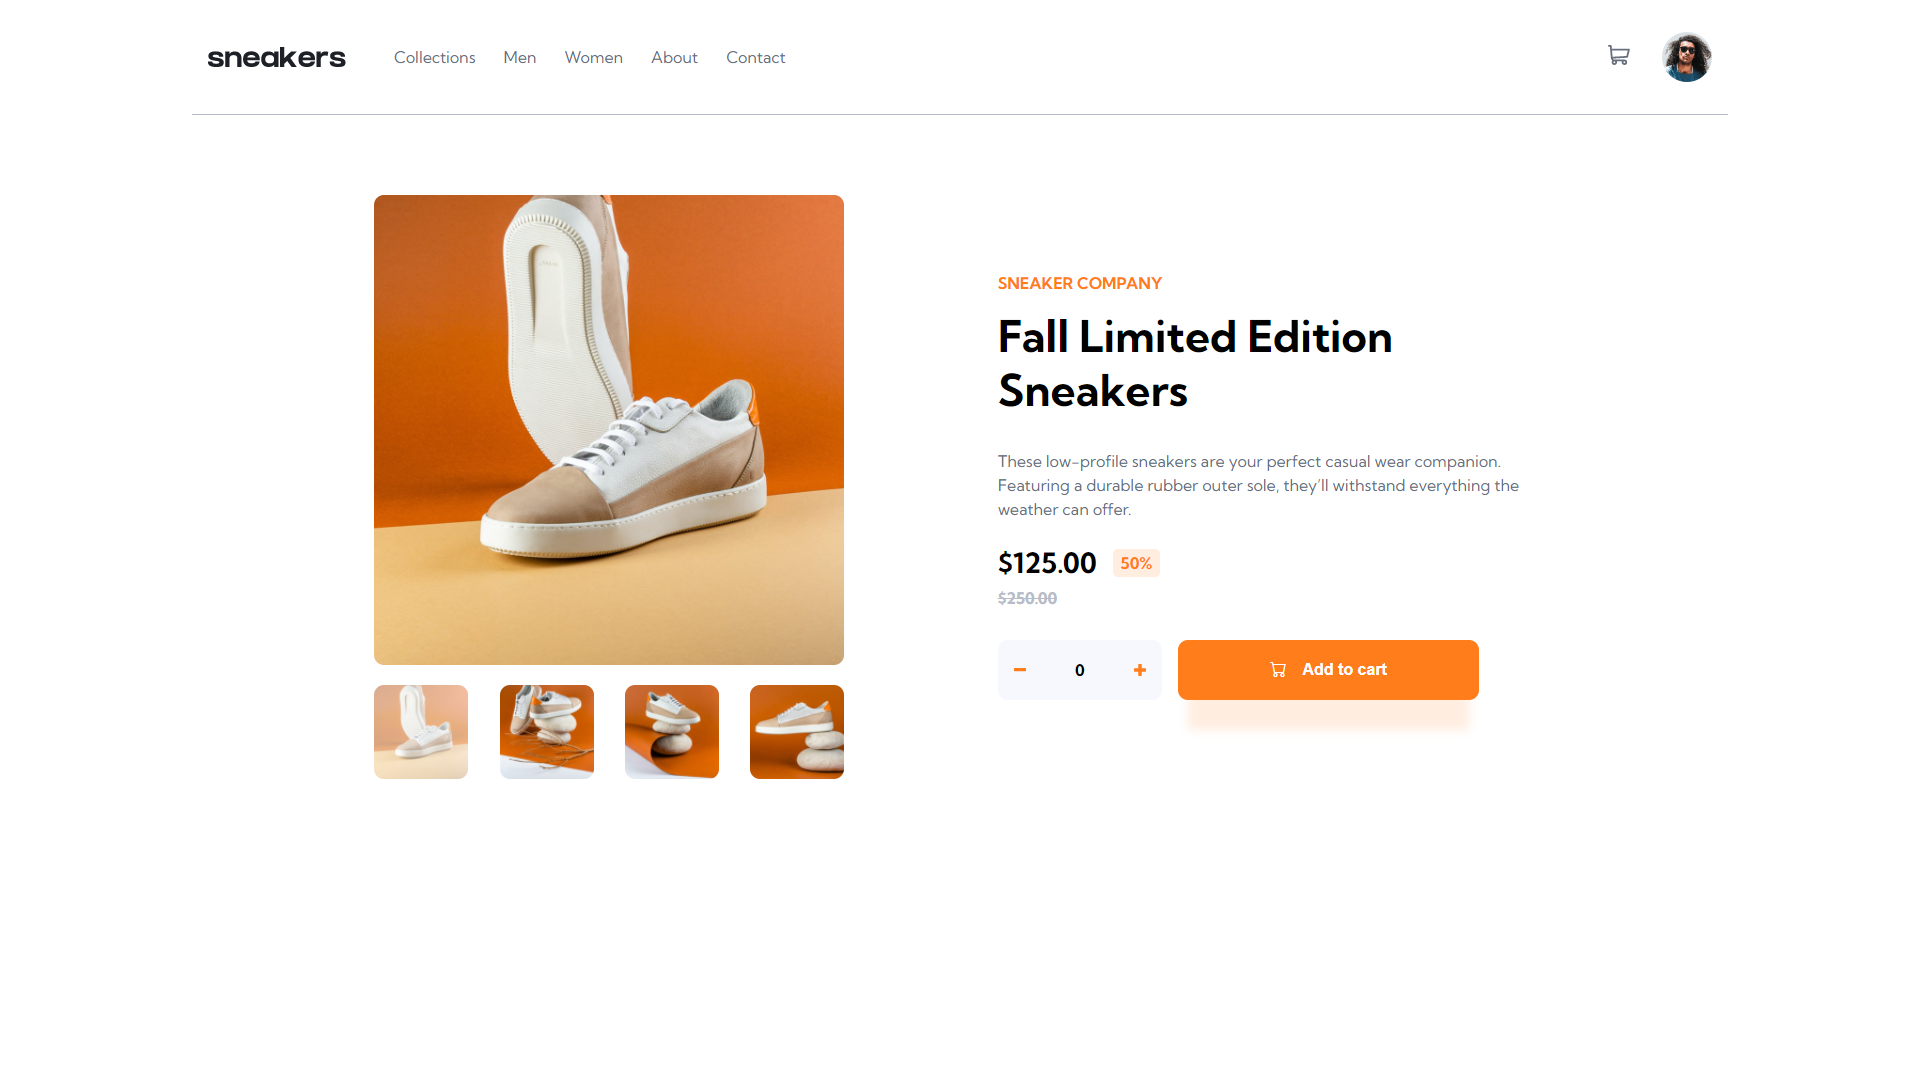 sneakers
Collections Men Women About Contact
SNEAKER COMPANY
Fall Limited Edition
Sneakers
These low-profile sneakers are your perfect casual wear companion.
Featuring a durable rubber outer sole, they’ll withstand everything the
weather can offer.
$125.00 50%
$250.00
0
Add to cart